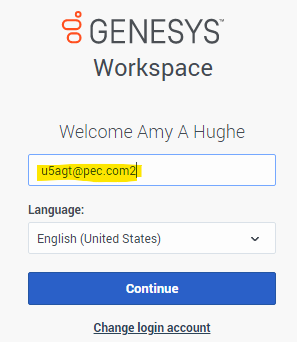 GENESYS™
Workspace
Welcome Amy A Hughe
u5agt@pec.com2
Language:
English (United States)
Continue
Change login account